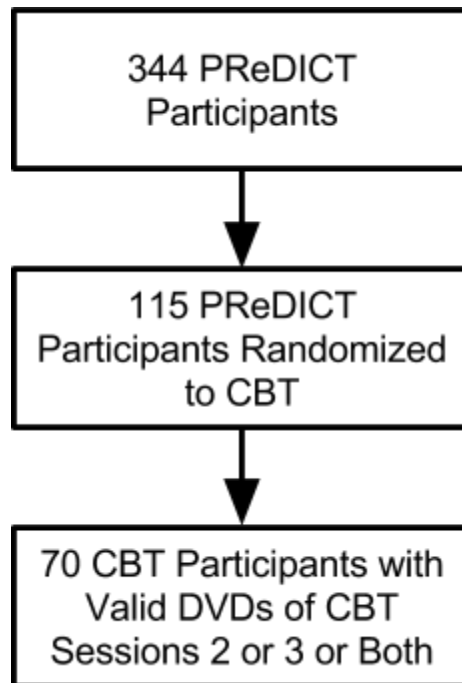 344 PReDICT
Participants
115 PReDICT
Participants Randomized
to CBT
70 CBT Participants with
Valid DVDs of CBT
Sessions 2 or 3 or Both